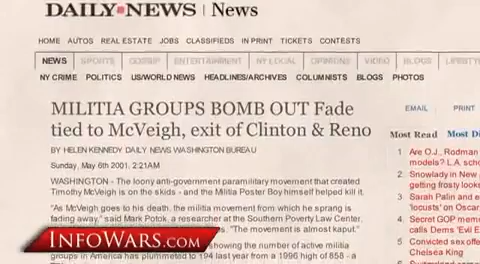 DAILY NEWS | News
HOME AUTOS REAL ESTATE JOBS CLASSIFIEDS IN PRINT TICKETS CONTESTS
NEWS SPORTS GOSSIP ENTERTAINMENT NY LOCAL OPINIONS VIDEO BLOGS LIFESTY
NY CRIME POLITICS US/WORLD NEWS HEADLINES/ARCHIVES COLUMNISTS BLOGS PHOTOS
MILITIA GROUPS BOMB OUT Fade
tied to McVeigh, exit of Clinton & Reno
BY HELEN KENNEDY DAILY NEWS WASHINGTON BUREAU
Sunday, May 6th 2001, 2:21AM
WASHINGTON - The loony anti-government paramilitary movement that created
Timothy McVeigh is on the skids - and the Militia Poster Boy himself helped kill it.
"As McVeigh goes to his death, the militia movement from which he sprang is
fading away," said Mark Potok, a researcher at the Southern Poverty Law Center,
"The movement is almost kaput."
showing the number of active militia
groups in America has plummeted to 194 last year from a 1996 high of 858 - a
EMAIL PRINT
Most Read Most Di
1. Are O.J., Rodman
models? L.A. scho
2. Snowlady in New
getting frosty looke
3. Sarah Palin and e
'locusts' on Oscar
4. Secret GOP memo
calls Dems 'Evil E
5. Convicted sex offe
Chelsea King
6. Royal
INFOWARS.COM